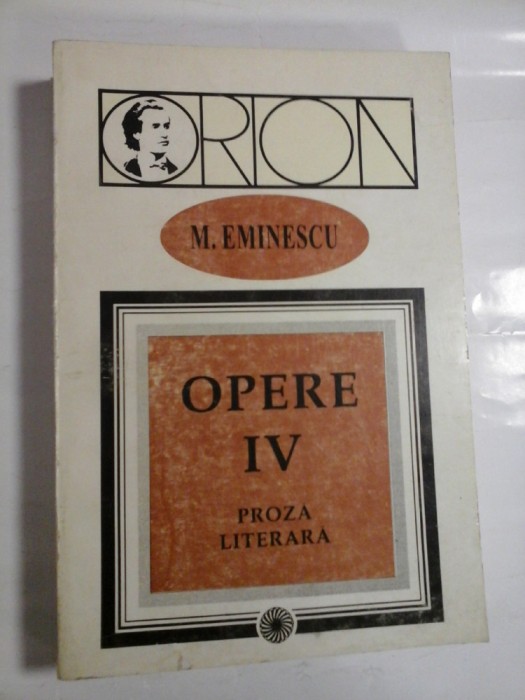 ORION
M. EMINESCU
OPERE
IV
PROZA
LITERARA